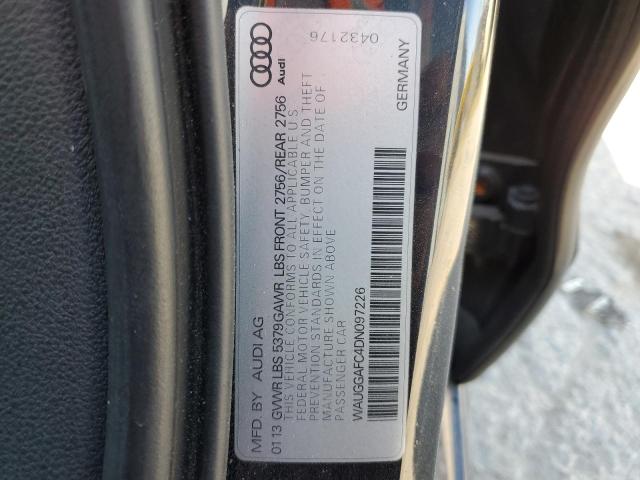 MFD. BY AUDI AG
0113 GVWR LBS 5379GAWR LBS FRONT 2756/REAR 2756
THIS VEHICLE CONFORMS TO ALL APPLICABLE U S
FEDERAL MOTOR VEHICLE SAFETY, BUMPER AND THEFT
PREVENTION STANDARDS IN EFFECT ON THE DATE OF
MANUFACTURE SHOWN ABOVE
PASSENGER CAR
WAUGGAFC4DN097226
Audi
0432176
GERMANY